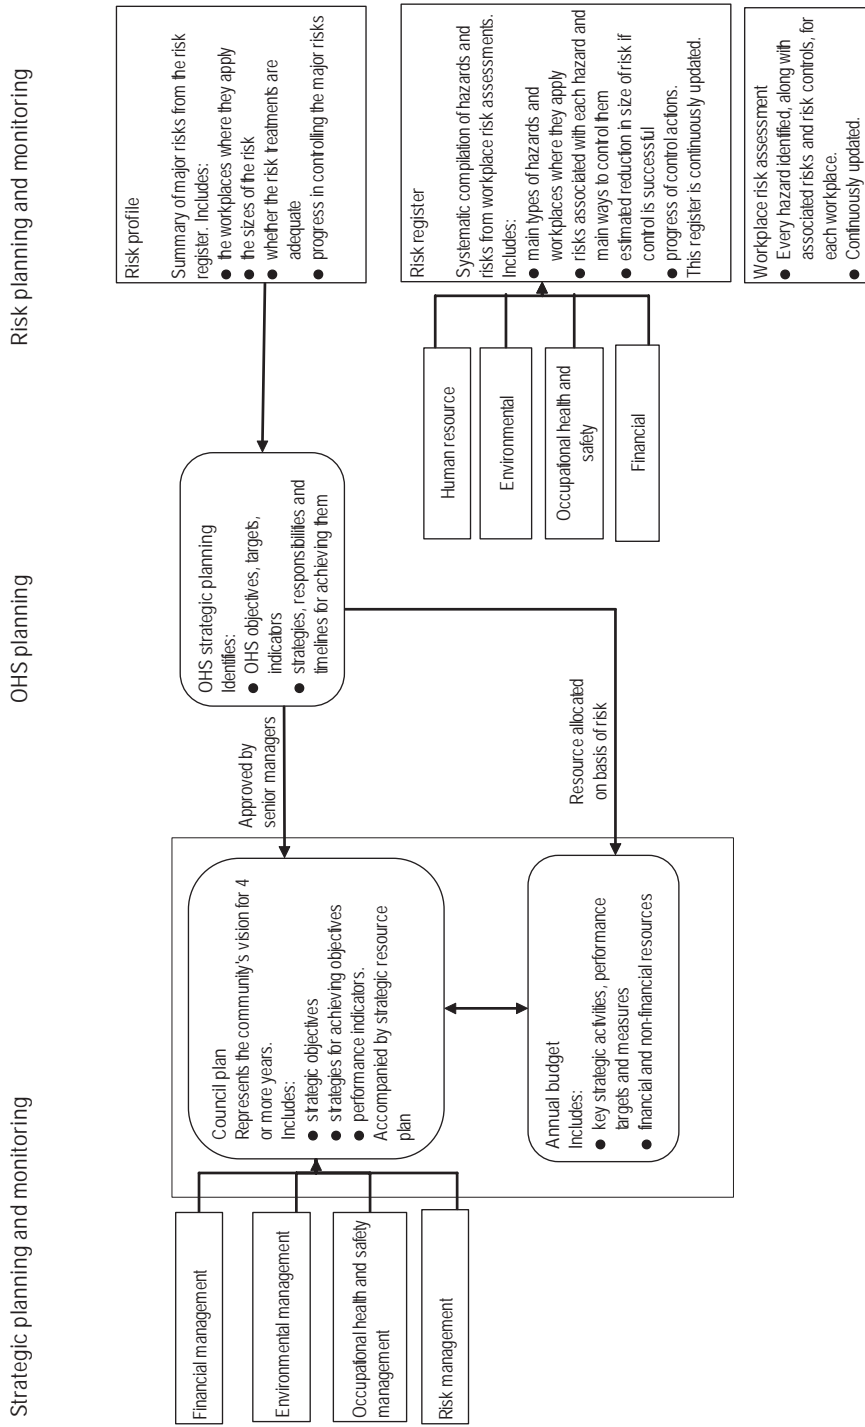 Strategic planning and monitoring
OHS planning
Risk planning and monitoring
Financial management
Environmental management
Occupational health and safety
management
Risk management
Council plan
Represents the community's vision for 4
or more years.
Includes:
● strategic objectives
● strategies for achieving objectives
● performance indicators.
Accompanied by strategic resource
plan
Annual budget
Includes:
● key strategic activities, performance
targets and measures
● financial and non-financial resources
Approved by
senior managers
Resource allocated
on basis of risk
OHS strategic planning
Identifies:
● OHS objectives, targets,
indicators
● strategies, responsibilities and
timelines for achieving them
Risk profile
Summary of major risks from the risk
register. Includes:
● the workplaces where they apply
● the sizes of the risk
● whether the risk treatments are
adequate
● progress in controlling the major risks
Human resource
Environmental
Occupational health and
safety
Financial
Risk register
Systematic compilation of hazards and
risks from workplace risk assessments.
Includes:
● main types of hazards and
workplaces where they apply
● risks associated with each hazard and
main ways to control them
● estimated reduction in size of risk if
control is successful
● progress of control actions.
This register is continuously updated.
Workplace risk assessment
● Every hazard identified, along with
associated risks and risk controls, for
each workplace.
● Continuously updated.